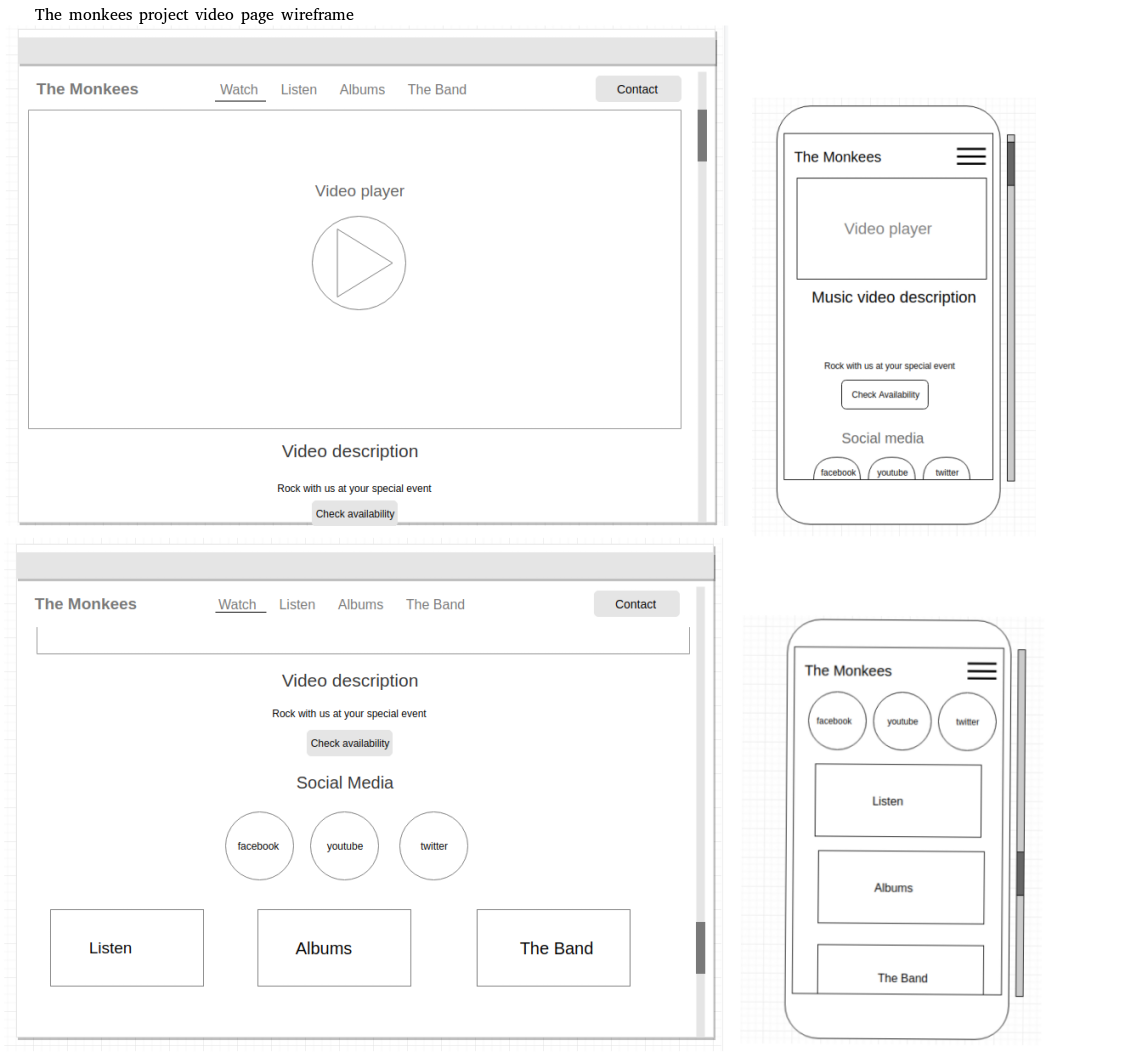 The monkees project video page wireframe
The Monkees Watch Listen Albums The Band Contact
Video player
Video description
Rock with us at your special event
Check availability
The Monkees
Video player
Music video description
Rock with us at your special event
Check Availability
Social media
facebook youtube twitter
The Monkees Watch Listen Albums The Band Contact
Video description
Rock with us at your special event
Check availability
Social Media
facebook youtube twitter
Listen Albums The Band
The Monkees
facebook youtube twitter
Listen
Albums
The Band